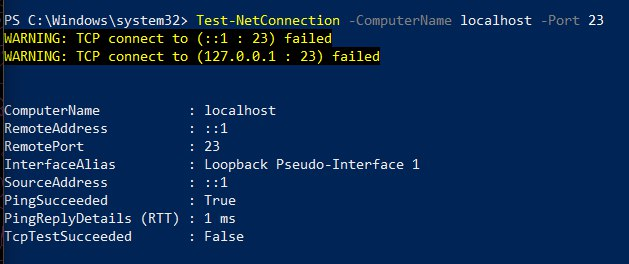 PS C:\Windows\system32> Test-NetConnection -ComputerName localhost -Port 23
WARNING: TCP connect to (::1 : 23) failed
WARNING: TCP connect to (127.0.0.1 : 23) failed
ComputerName : localhost
RemoteAddress : ::1
RemotePort : 23
InterfaceAlias : Loopback Pseudo-Interface 1
SourceAddress : ::1
PingSucceeded : True
PingReplyDetails (RTT) : 1 ms
TcpTestSucceeded : False